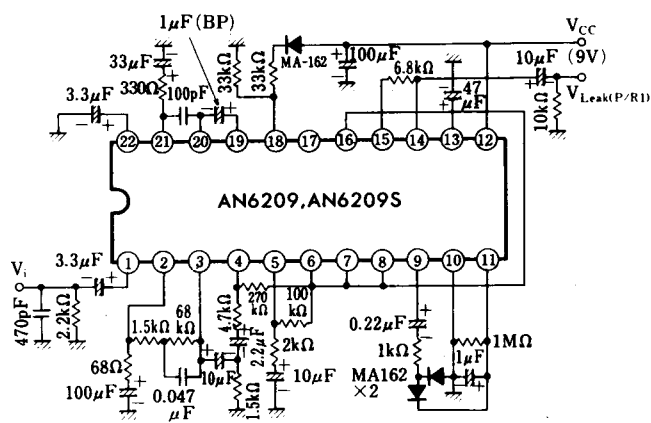 1μF(BP)
VCC
(9V)
33μF
33kΩ
33kΩ
MA-162
100μF
6.8kΩ
10μF
330Ω
100pF
47
μF
VLeak(P/R1)
3.3μF
10kΩ
22 21 20 19 18 17 16 15 14 13 12
AN6209,AN6209S
1 2 3 4 5 6 7 8 9 10 11
Vi
3.3μF
470pF
2.2kΩ
1.5kΩ
68
kΩ
4.7kΩ
270
kΩ
100
kΩ
0.22μF
68Ω
2.2μF
2kΩ
1kΩ
1MΩ
1μF
100μF
0.047
μF
10μF
1.5kΩ
10μF
MA162
×2